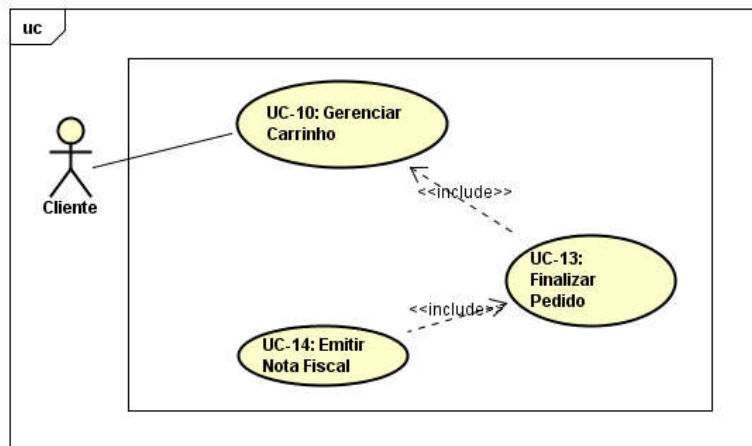 uc
UC-10: Gerenciar
Carrinho
Cliente
<<include>>
UC-13:
Finalizar
Pedido
<<include>>
UC-14: Emitir
Nota Fiscal